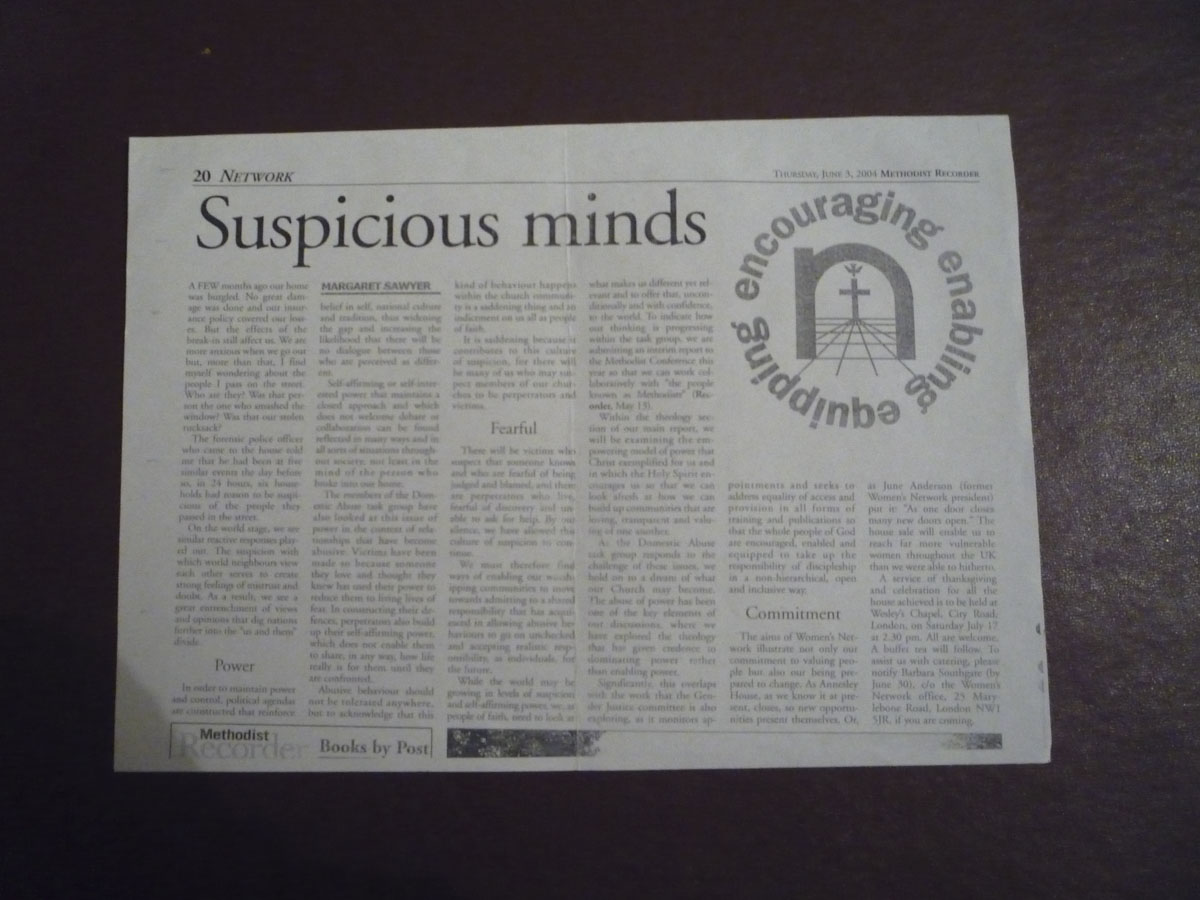 20 NETWORK
THURSDAY, JUNE 3, 2004 METHODIST RECORDER
Suspicious minds
encouraging enabling equipping
n
A FEW months ago our home
was burgled. No great dam-
age was done and our insur-
ance policy covered our loss-
es. But the effects of the
break-in still affect us. We are
more anxious when we go out
but, more than that, I find
myself wondering about the
people I pass on the street.
Who are they? Was that per-
son the one who smashed the
window? Was that our stolen
rucksack?
The forensic police officer
who came to the house told
me that he had been at five
similar events the day before
so, in 24 hours, six house-
holds had reason to be suspi-
cious of the people they
passed in the street.
On the world stage, we see
similar reactive responses play-
ed out. The suspicion with
which world neighbours view
each other serves to create
strong feelings of mistrust and
doubt. As a result, we see a
great entrenchment of views
and opinions that dig nations
further into the "us and them"
divide.
Power
In order to maintain power
and control, political agendas
are constructed that reinforce
MARGARET SAWYER
belief in self, national culture
and tradition, thus widening
the gap and increasing the
likelihood that there will be
no dialogue between those
who are perceived as differ-
ent.
Self-affirming or self-inter-
ested power that maintains a
closed approach and which
does not welcome debate or
collaboration can be found
reflected in many ways and in
all sorts of situations through-
out society, not least in the
mind of the person who
broke into our home.
The members of the Dom-
estic Abuse task group have
also looked at this issue of
power in the context of rela-
tionships that have become
abusive. Victims have been
made so because someone
they love and thought they
knew has used their power to
reduce them to living lives of
fear. In constructing their de-
fences, perpetrators also build
up their self-affirming power,
which does not enable them
to share, in any way, how life
really is for them until they
are confronted.
Abusive behaviour should
not be tolerated anywhere,
but to acknowledge that this
kind of behaviour happens
within the church communi-
ty is a saddening thing and an
indictment on us all as people
of faith.
It is saddening because it
contributes to this culture
of suspicion, for there will
be many of us who may sus-
pect members of our chur-
ches to be perpetrators and
victims.
Fearful
There will be victims who
suspect that someone knows
and who are fearful of being
judged and blamed, and there
are perpetrators who live
fearful of discovery and un-
able to ask for help. By our
silence, we have allowed this
culture of suspicion to con-
tinue.
We must therefore find
ways of enabling our worsh-
ipping communities to move
towards admitting to a shared
responsibility that has acqui-
esced in allowing abusive be-
haviours to go on unchecked
and accepting realistic resp-
onsibility, as individuals, for
the future.
While the world may be
growing in levels of suspicion
and self-affirming power, we, as
people of faith, need to look at
what makes us different yet rel-
evant and to offer that, uncon-
ditionally and with confidence,
to the world. To indicate how
our thinking is progressing
within the task group, we are
submitting an interim report to
the Methodist Conference this
year so that we can work col-
laboratively with "the people
known as Methodists" (Rec-
order, May 13).
Within the theology sec-
tion of our main report, we
will be examining the em-
powering model of power that
Christ exemplified for us and
in which the Holy Spirit en-
courages us so that we can
look afresh at how we can
build up communities that are
loving, transparent and valu-
ing of one another.
As the Domestic Abuse
task group responds to the
challenge of these issues, we
hold on to a dream of what
our Church may become.
The abuse of power has been
one of the key elements of
our discussions, where we
have explored the theology
that has given credence to
dominating power rather
than enabling power.
Significantly, this overlaps
with the work that the Gen-
der Justice committee is also
exploring, as it monitors ap-
pointments and seeks to
address equality of access and
provision in all forms of
training and publications so
that the whole people of God
are encouraged, enabled and
equipped to take up the
responsibility of discipleship
in a non-hierarchical, open
and inclusive way.
Commitment
The aims of Women's Net-
work illustrate not only our
commitment to valuing peo-
ple but also our being pre-
pared to change. As Annesley
House, as we know it at pre-
sent, closes, so new opportu-
nities present themselves. Or,
as June Anderson (former
Women's Network president)
put it: "As one door closes
many new doors open." The
house sale will enable us to
reach far more vulnerable
women throughout the UK
than we were able to hitherto.
A service of thanksgiving
and celebration for all the
house achieved is to be held at
Wesley's Chapel, City Road,
London, on Saturday July 17
at 2.30 pm. All are welcome.
A buffet tea will follow. To
assist us with catering, please
notify Barbara Southgate (by
June 30), c/o the Women's
Network office, 25 Mary-
lebone Road, London NW1
5JR, if you are coming.
Methodist
Recorder
Books by Post